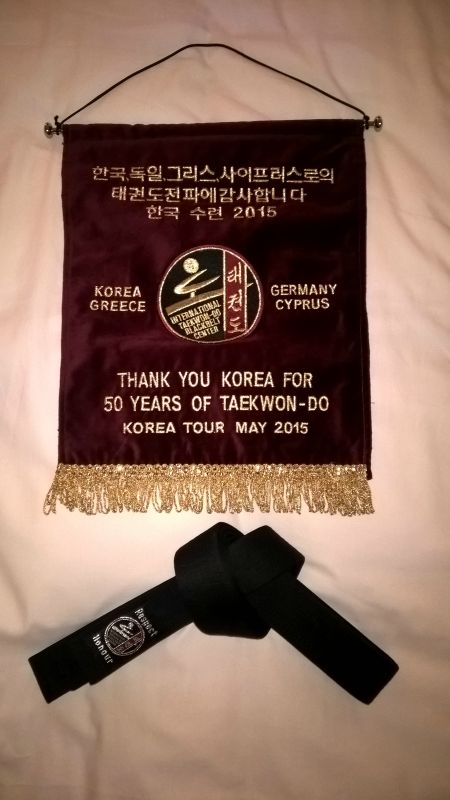 한국,독일,그리스,사이프러스로의
태권도전파에감사합니다
한국 수련 2015
KOREA
GREECE
INTERNATIONAL
TAEKWON-DO
BLACKBELT
CENTER
태권도
GERMANY
CYPRUS
THANK YOU KOREA FOR
50 YEARS OF TAEKWON-DO
KOREA TOUR MAY 2015
Respect
Honour